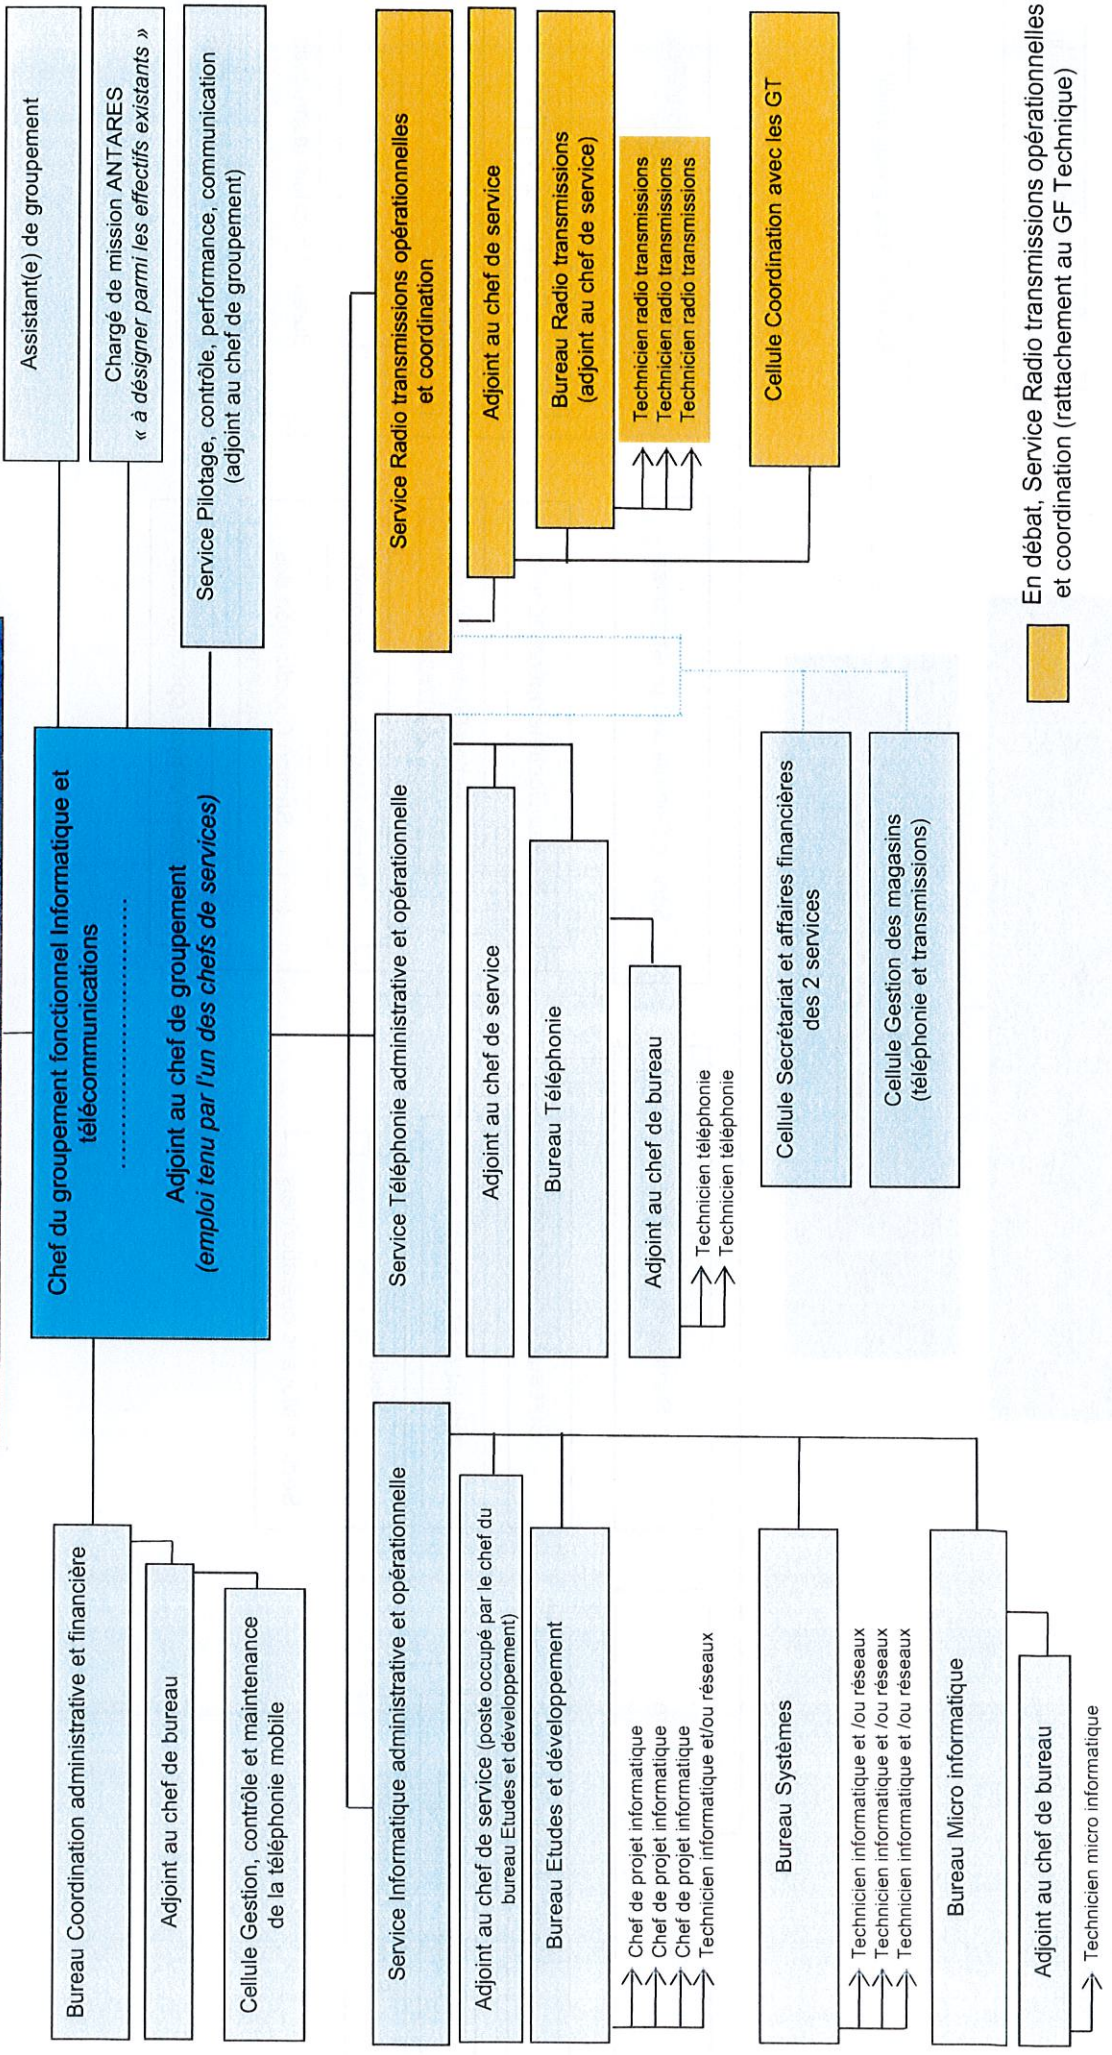 Assistant(e) de groupement
Chargé de mission ANTARES
« à désigner parmi les effectifs existants »
Service Pilotage, contrôle, performance, communication
(adjoint au chef de groupement)
Chef du groupement fonctionnel Informatique et
télécommunications
..............................
Adjoint au chef de groupement
(emploi tenu par l'un des chefs de services)
Bureau Coordination administrative et financière
Adjoint au chef de bureau
Cellule Gestion, contrôle et maintenance
de la téléphonie mobile
Service Informatique administrative et opérationnelle
Adjoint au chef de service (poste occupé par le chef du
bureau Etudes et développement)
Bureau Etudes et développement
Chef de projet informatique
Chef de projet informatique
Chef de projet informatique
Technicien informatique et/ou réseaux
Bureau Systèmes
Technicien informatique et /ou réseaux
Technicien informatique et /ou réseaux
Technicien informatique et /ou réseaux
Bureau Micro informatique
Adjoint au chef de bureau
Technicien micro informatique
Service Téléphonie administrative et opérationnelle
Adjoint au chef de service
Bureau Téléphonie
Adjoint au chef de bureau
Technicien téléphonie
Technicien téléphonie
Cellule Secrétariat et affaires financières
des 2 services
Cellule Gestion des magasins
(téléphonie et transmissions)
Service Radio transmissions opérationnelles
et coordination
Adjoint au chef de service
Bureau Radio transmissions
(adjoint au chef de service)
Technicien radio transmissions
Technicien radio transmissions
Technicien radio transmissions
Cellule Coordination avec les GT
En débat, Service Radio transmissions opérationnelles
et coordination (rattachement au GF Technique)